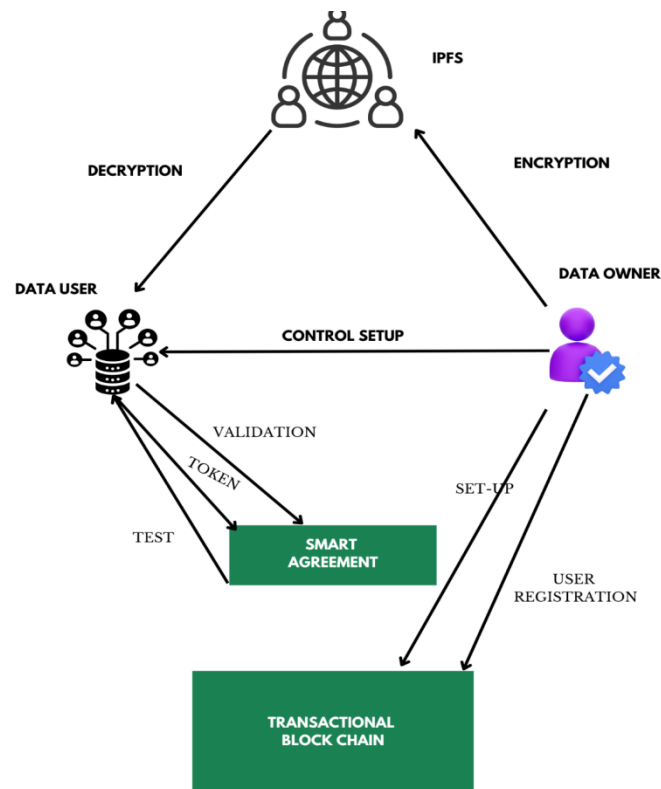 IPFS
DECRYPTION
ENCRYPTION
DATA USER
DATA OWNER
CONTROL SETUP
VALIDATION
TOKEN
TEST
SET-UP
SMART
AGREEMENT
USER
REGISTRATION
TRANSACTIONAL
BLOCK CHAIN